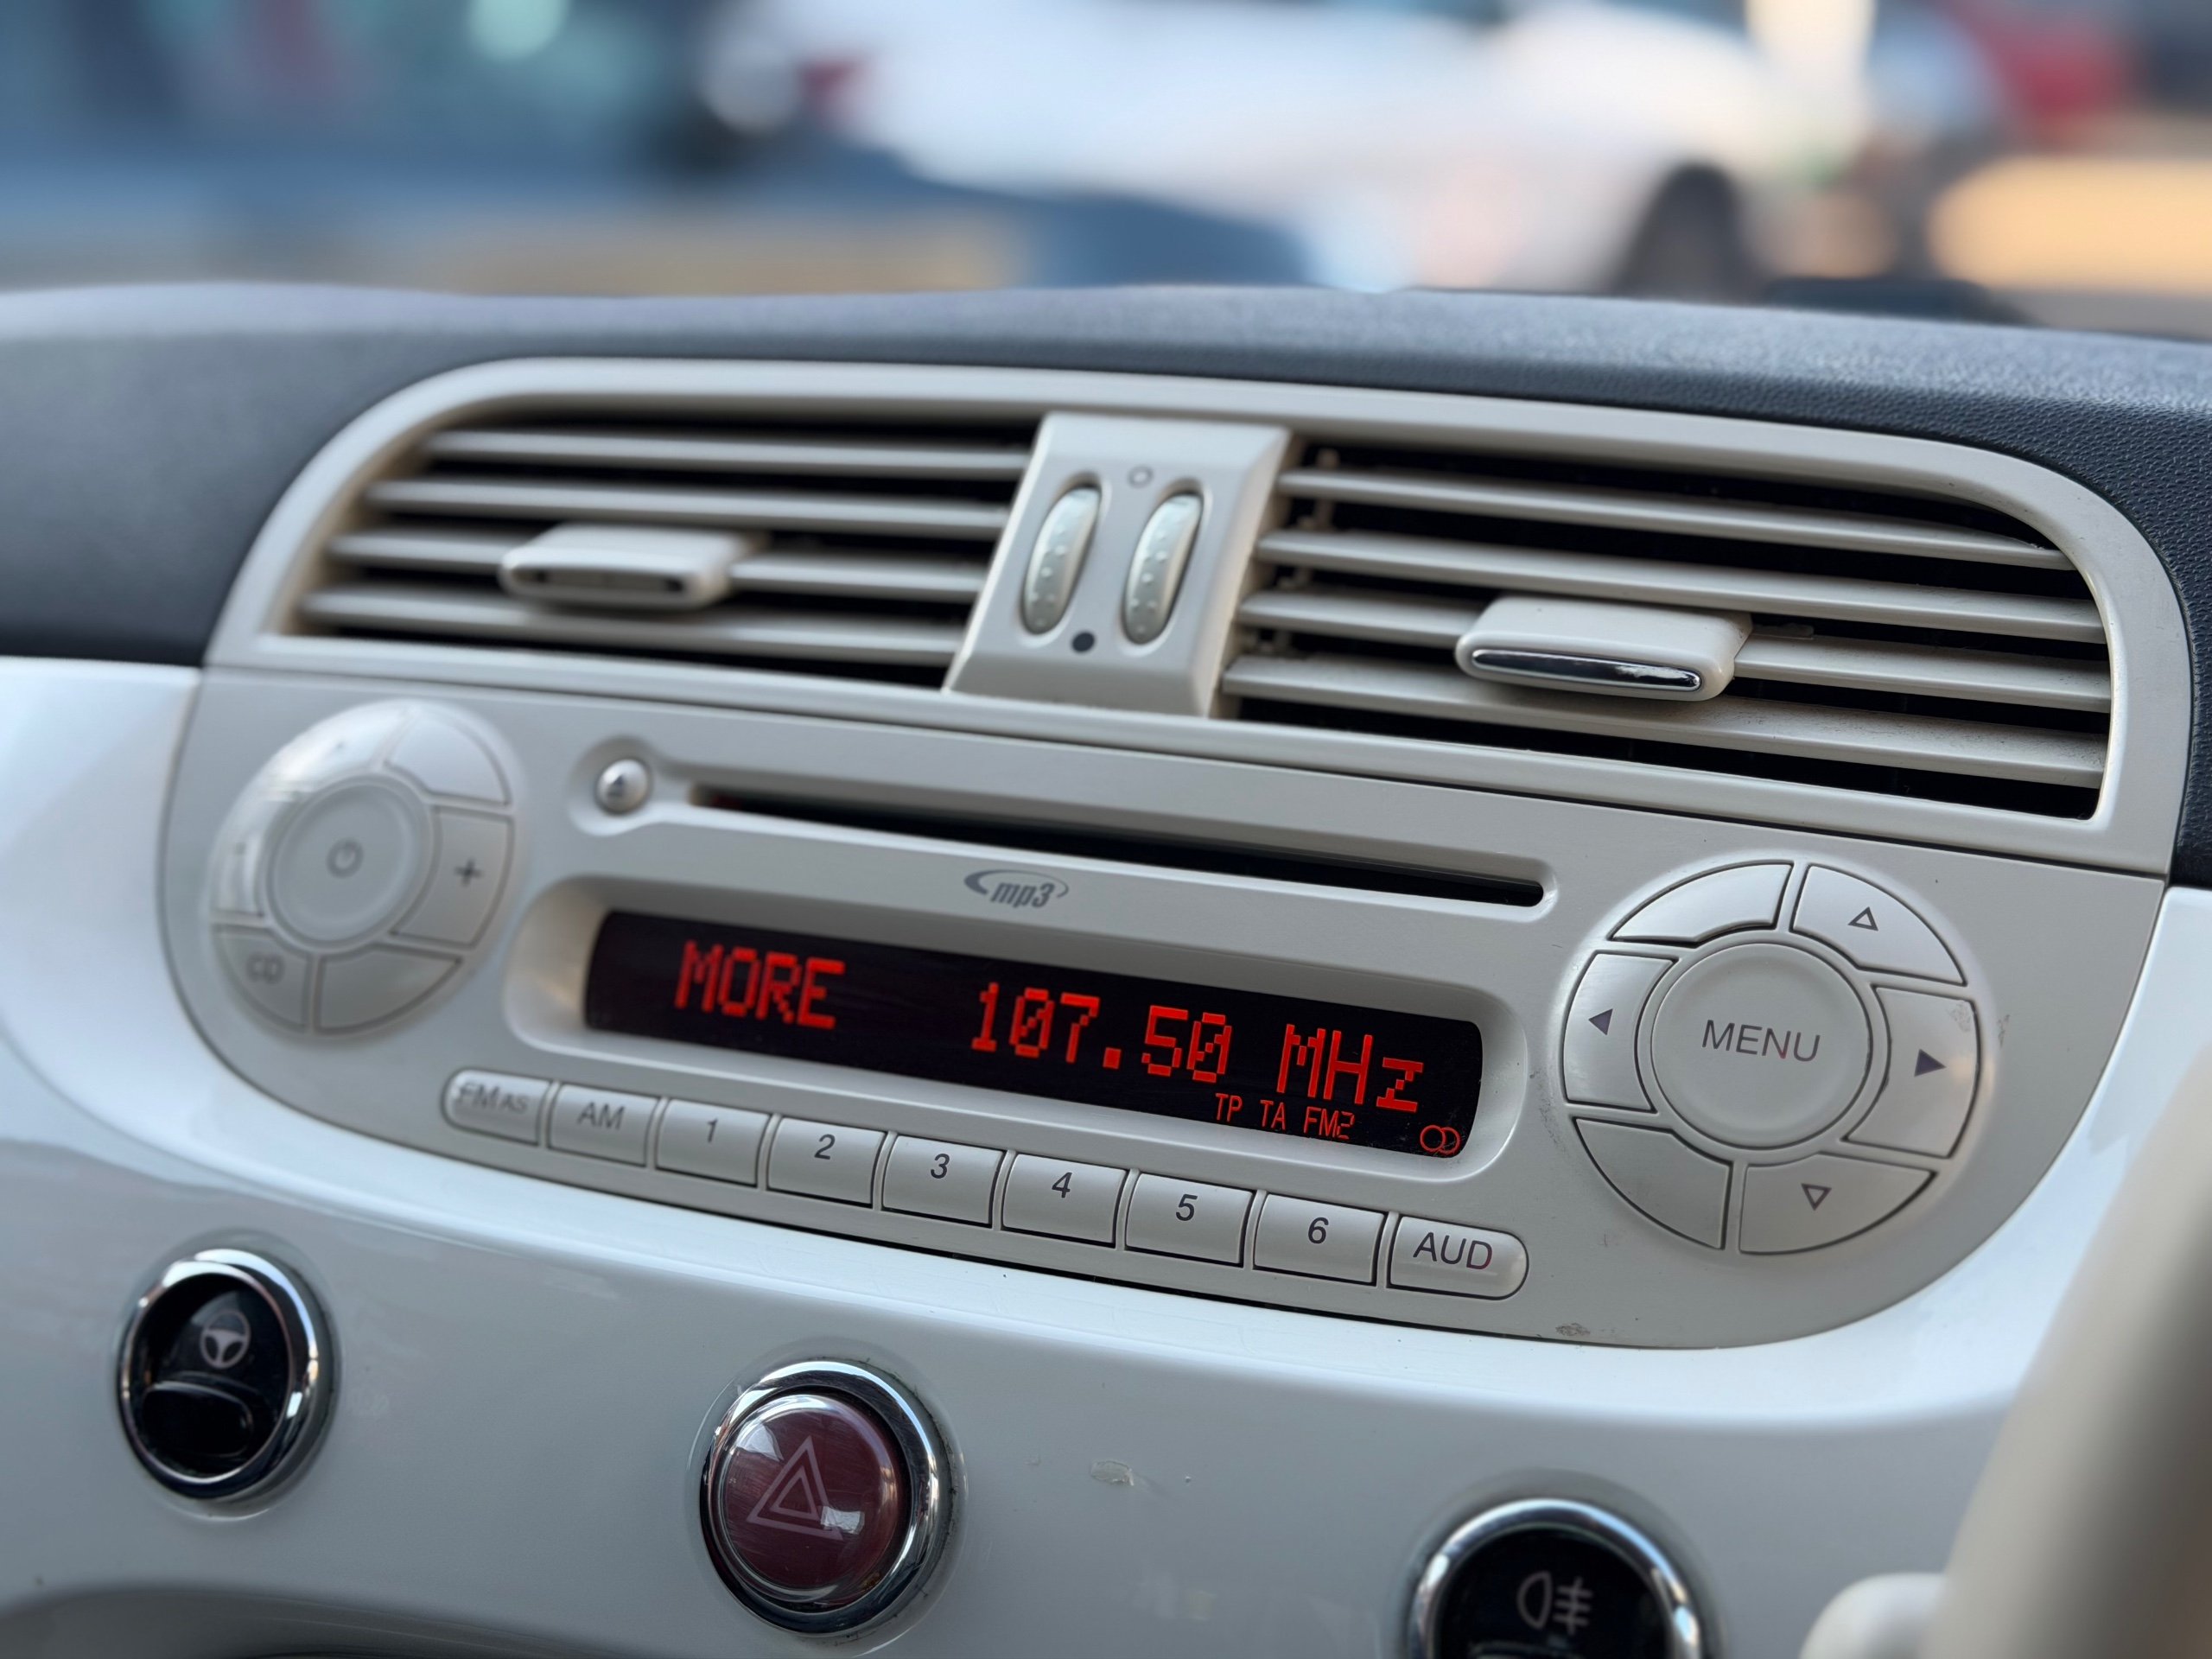 mp3
MORE 107.50 MHz
TP TA FM2
+
CD
MENU
FM AS AM 1 2 3 4 5 6 AUD